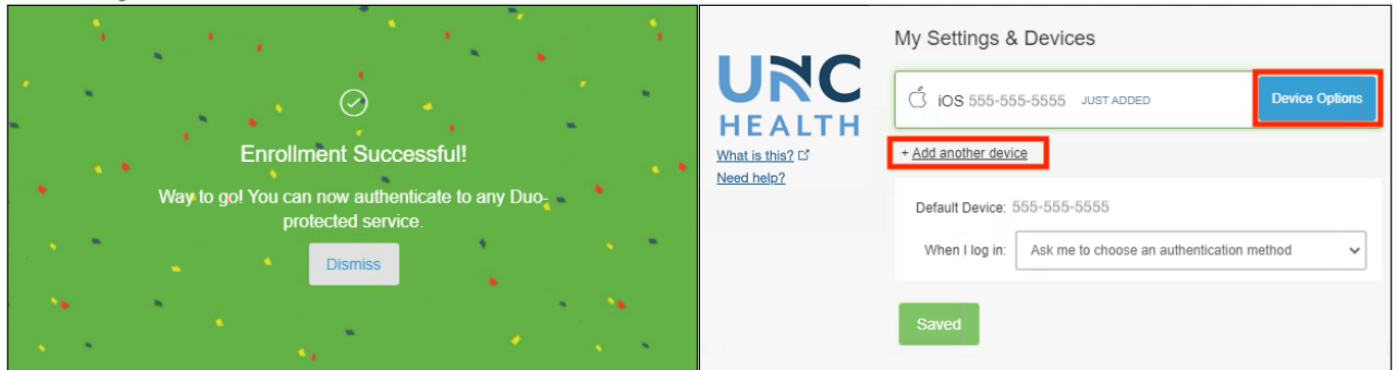 Enrollment Successful!
Way to go! You can now authenticate to any Duo-
protected service.
Dismiss
UNC
HEALTH
What is this?
Need help?
My Settings & Devices
iOS 555-555-5555 JUST ADDED
Device Options
+ Add another device
Default Device: 555-555-5555
When I log in: Ask me to choose an authentication method
Saved